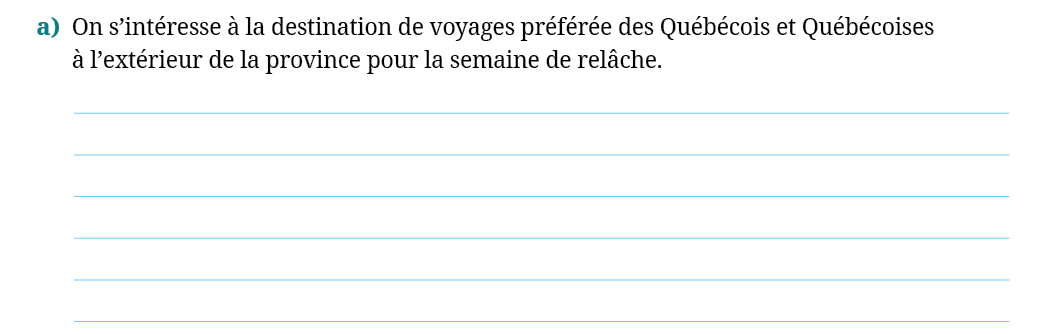 a) On s’intéresse à la destination de voyages préférée des Québécois et Québécoises
à l’extérieur de la province pour la semaine de relâche.